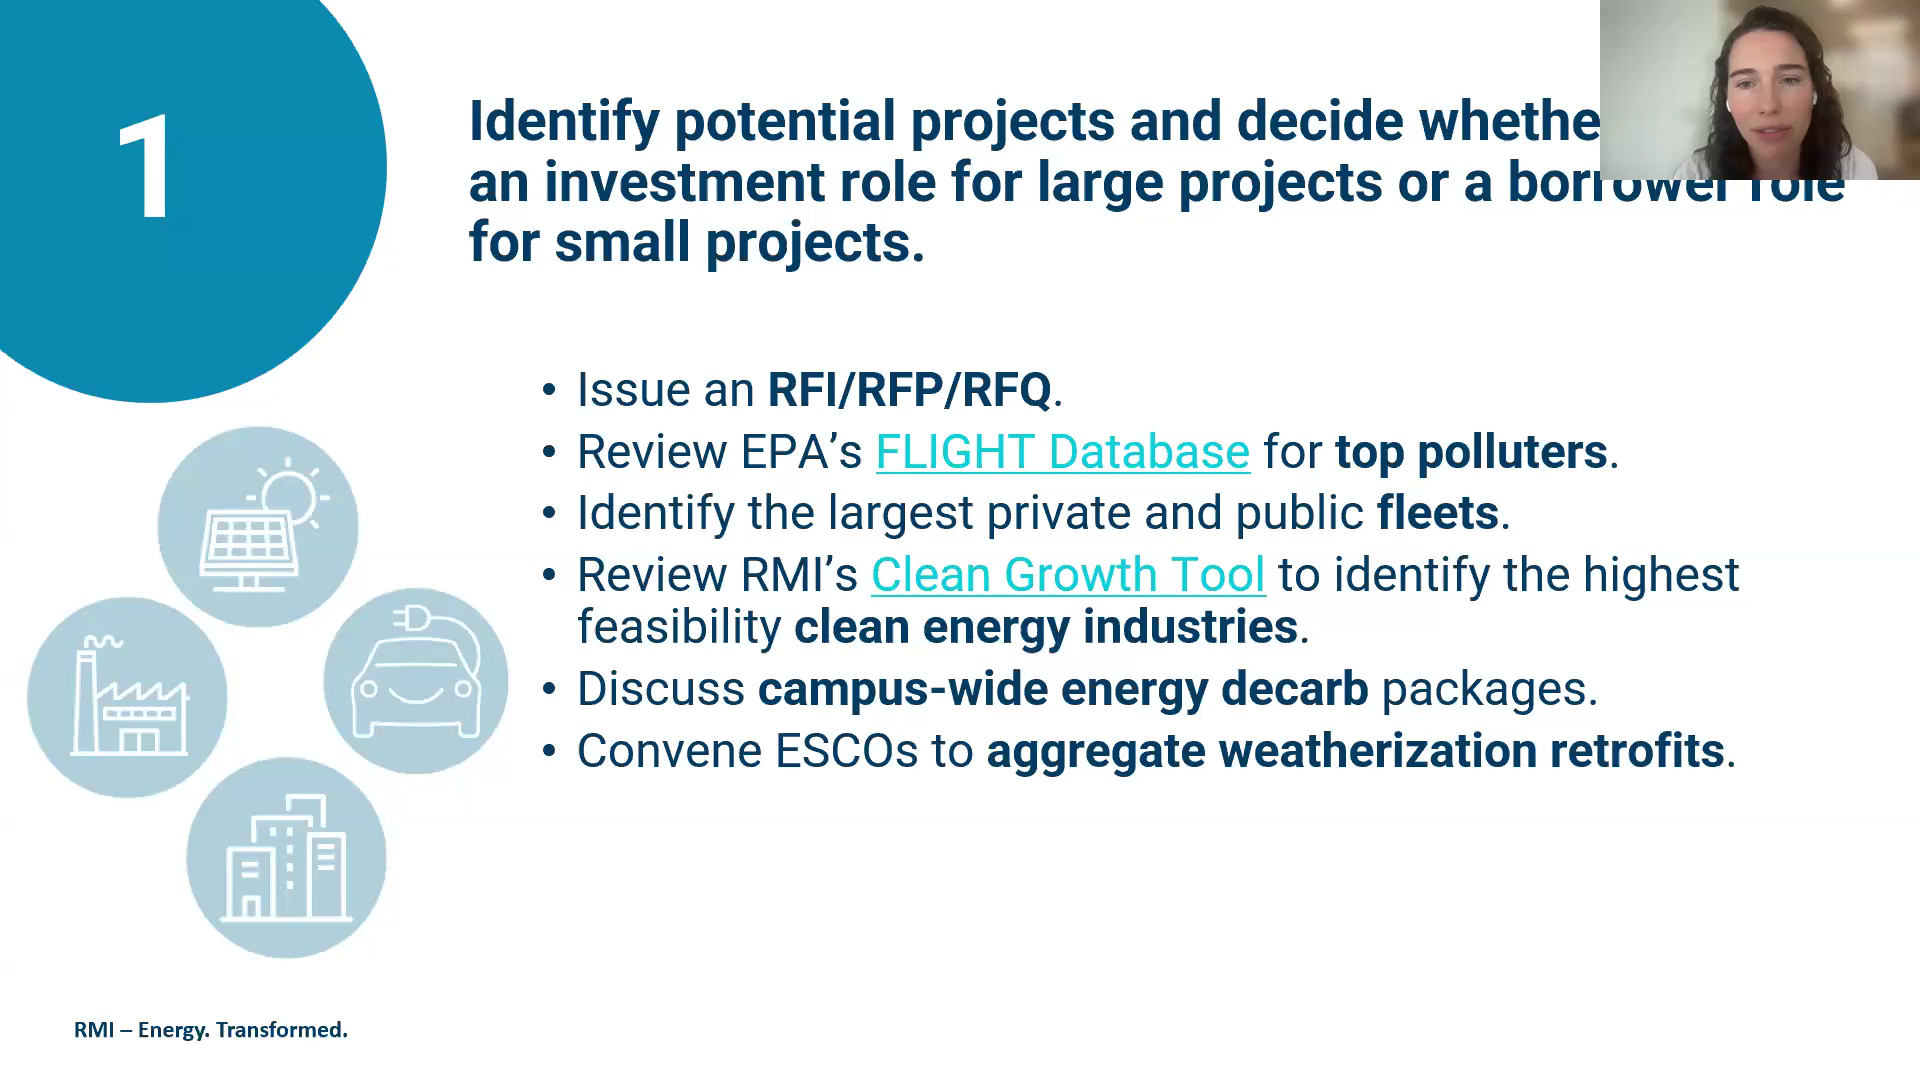 1
Identify potential projects and decide whethe
an investment role for large projects or a borrower role
for small projects.
• Issue an RFI/RFP/RFQ.
• Review EPA’s FLIGHT Database for top polluters.
• Identify the largest private and public fleets.
• Review RMI’s Clean Growth Tool to identify the highest
feasibility clean energy industries.
• Discuss campus-wide energy decarb packages.
• Convene ESCOs to aggregate weatherization retrofits.
RMI – Energy. Transformed.